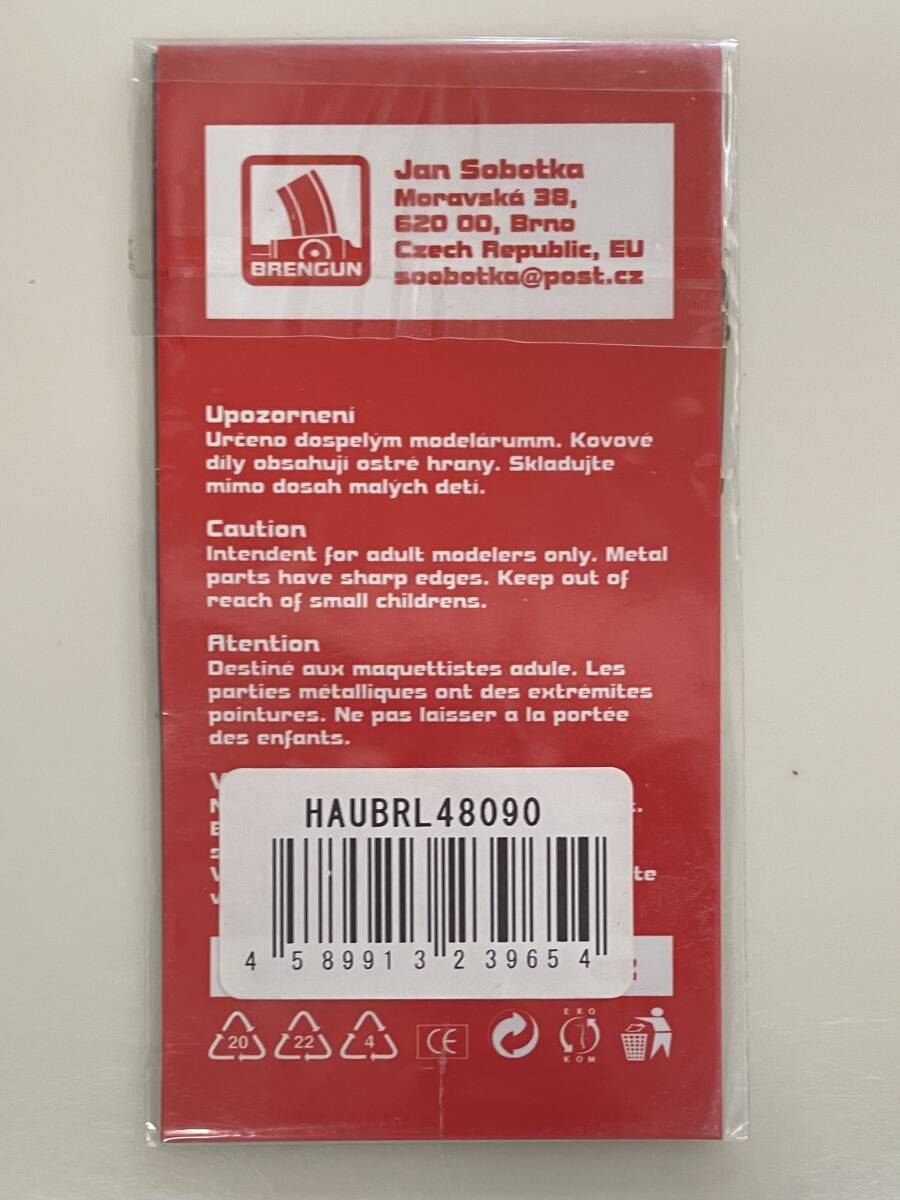 BRENGUN
Jan Sobotka
Moravská 38,
620 00, Brno
Czech Republic, EU
soobotka@post.cz
Upozornení
Určeno dospelým modelárumm. Kovové
díly obsahují ostré hrany. Skladujte
mimo dosah malých detí.
Caution
Intendent for adult modelers only. Metal
parts have sharp edges. Keep out of
reach of small childrens.
Atention
Destiné aux maquettistes adule. Les
parties métalliques ont des extrémites
pointures. Ne pas laisser a la portée
des enfants.
HAUBRL48090
4 589913 239654
20 22 4 CE EKO
KOM